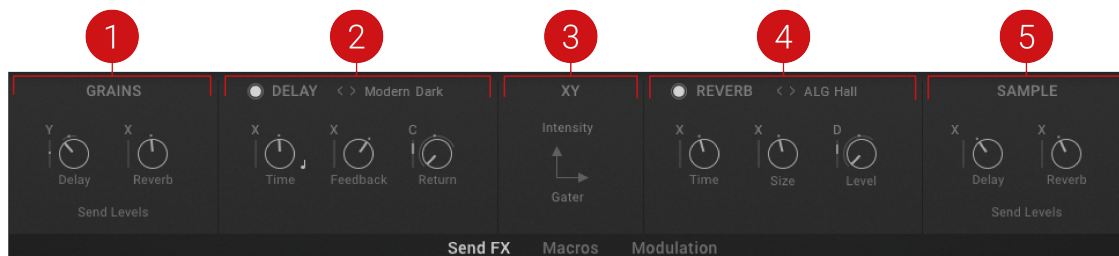 1 2 3 4 5
GRAINS
Y X
Delay Reverb
Send Levels
DELAY < > Modern Dark
X X C
Time Feedback Return
XY
Intensity
Gater
REVERB < > ALG Hall
X X D
Time Size Level
SAMPLE
X X
Delay Reverb
Send Levels
Send FX Macros Modulation